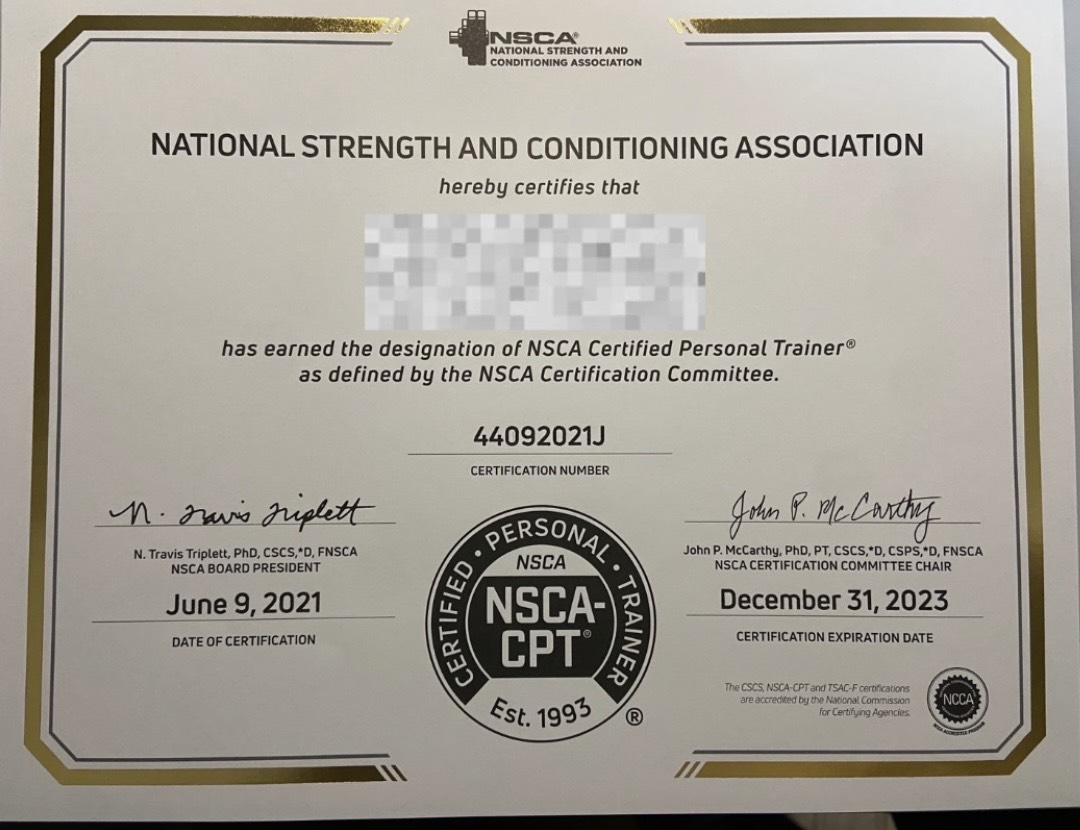 NSCA®
NATIONAL STRENGTH AND
CONDITIONING ASSOCIATION
NATIONAL STRENGTH AND CONDITIONING ASSOCIATION
hereby certifies that
has earned the designation of NSCA Certified Personal Trainer®
as defined by the NSCA Certification Committee.
44092021J
CERTIFICATION NUMBER
N. Travis Triplett
N. Travis Triplett, PhD, CSCS,*D, FNSCA
NSCA BOARD PRESIDENT
June 9, 2021
DATE OF CERTIFICATION
CERTIFIED • PERSONAL • TRAINER
NSCA
NSCA-
CPT®
Est. 1993
®
John P. McCarthy
John P. McCarthy, PhD, PT, CSCS,*D, CSPS,*D, FNSCA
NSCA CERTIFICATION COMMITTEE CHAIR
December 31, 2023
CERTIFICATION EXPIRATION DATE
The CSCS, NSCA-CPT and TSAC-F certifications
are accredited by the National Commission
for Certifying Agencies.
NCCA